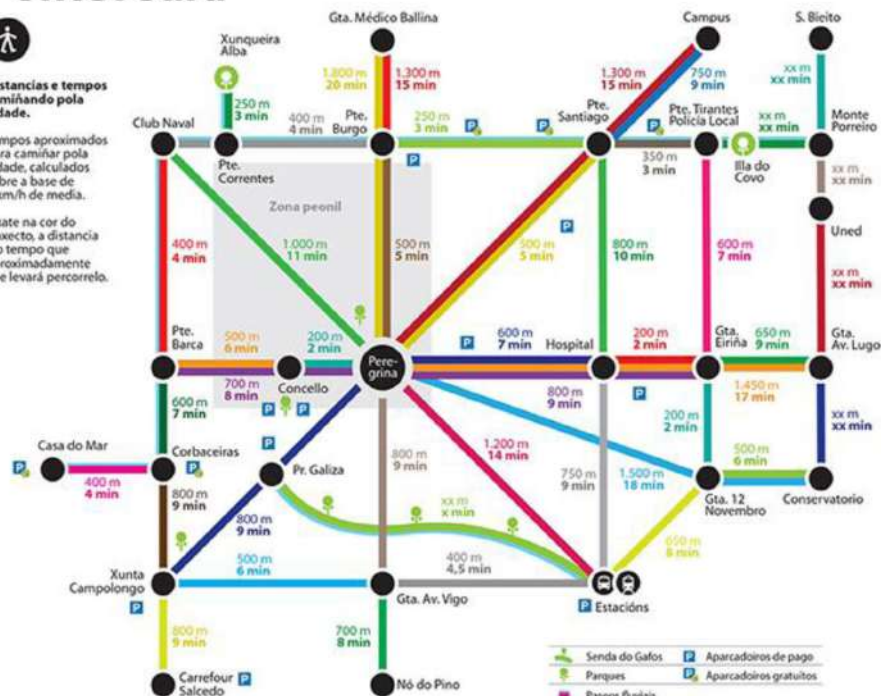 Gta. Médico Ballina
Campus
S. Bieito
Xunqueira
Alba
1.800 m
20 min
1.300 m
15 min
1.300 m
15 min
750 m
9 min
xx m
xx min
250 m
3 min
Club Naval
400 m
4 min
Pte.
Burgo
250 m
3 min
Pte.
Santiago
Pte. Tirantes
Policía Local
xx m
xx min
Monte
Porreiro
Pte.
Correntes
350 m
3 min
Illa do
Covo
xx m
xx min
Zona peonil
Uned
400 m
4 min
1.000 m
11 min
500 m
5 min
500 m
5 min
800 m
10 min
600 m
7 min
xx m
xx min
Pte.
Barca
500 m
6 min
200 m
2 min
Pere-
grina
600 m
7 min
Hospital
200 m
2 min
Gta.
Eiriña
650 m
9 min
Gta.
Av. Lugo
700 m
8 min
Concello
800 m
9 min
1.450 m
17 min
600 m
7 min
xx m
xx min
Casa do Mar
Corbaceiras
400 m
4 min
Pr. Galiza
800 m
9 min
1.200 m
14 min
750 m
9 min
200 m
2 min
500 m
6 min
1.500 m
18 min
Gta. 12
Novembro
Conservatorio
800 m
9 min
800 m
9 min
xx m
x min
650 m
8 min
Xunta
Campolongo
500 m
6 min
400 m
4,5 min
Gta. Av. Vigo
P Estacións
800 m
9 min
700 m
8 min
Carrefour P
Salcedo
Nó do Pino
Senda do Gafos
P Aparcadoiros de pago
Parques
P Aparcadoiros gratuitos
Paseos fluviais
stancias e tempos
miñando pola
dade.
mpos aproximados
ra camiñar pola
dade, calculados
bre a base de
km/h de media.
ate na cor do
axecto, a distancia
o tempo que
roximadamente
e levará percorrelo.